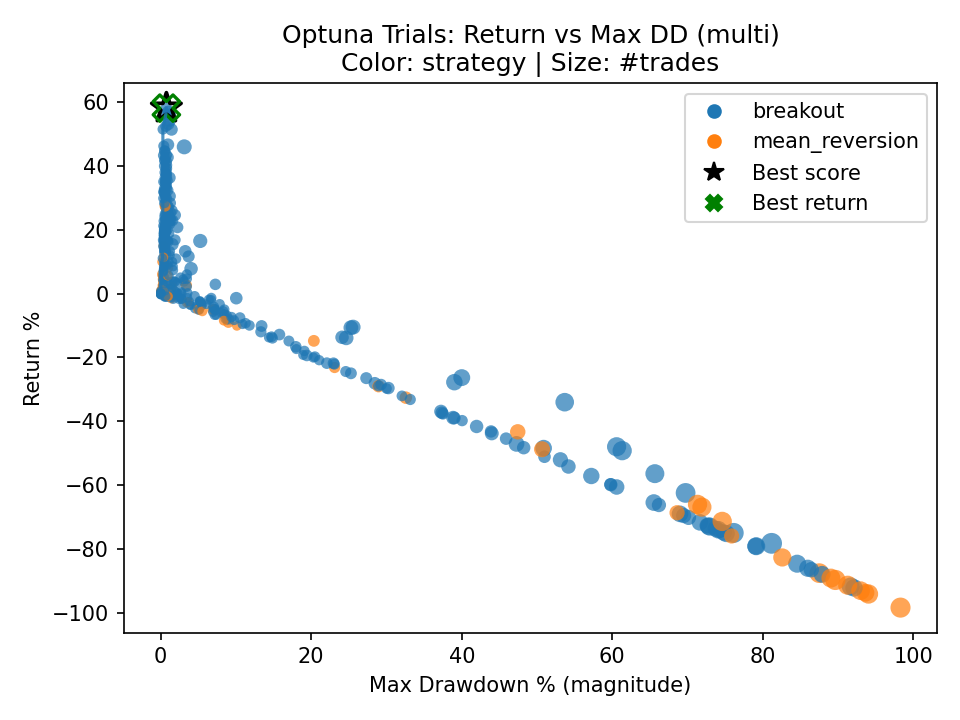 Optuna Trials: Return vs Max DD (multi)
Color: strategy | Size: #trades
60
40
20
0
−20
−40
−60
−80
−100
Return %
breakout
mean_reversion
Best score
Best return
0
20
40
60
80
100
Max Drawdown % (magnitude)